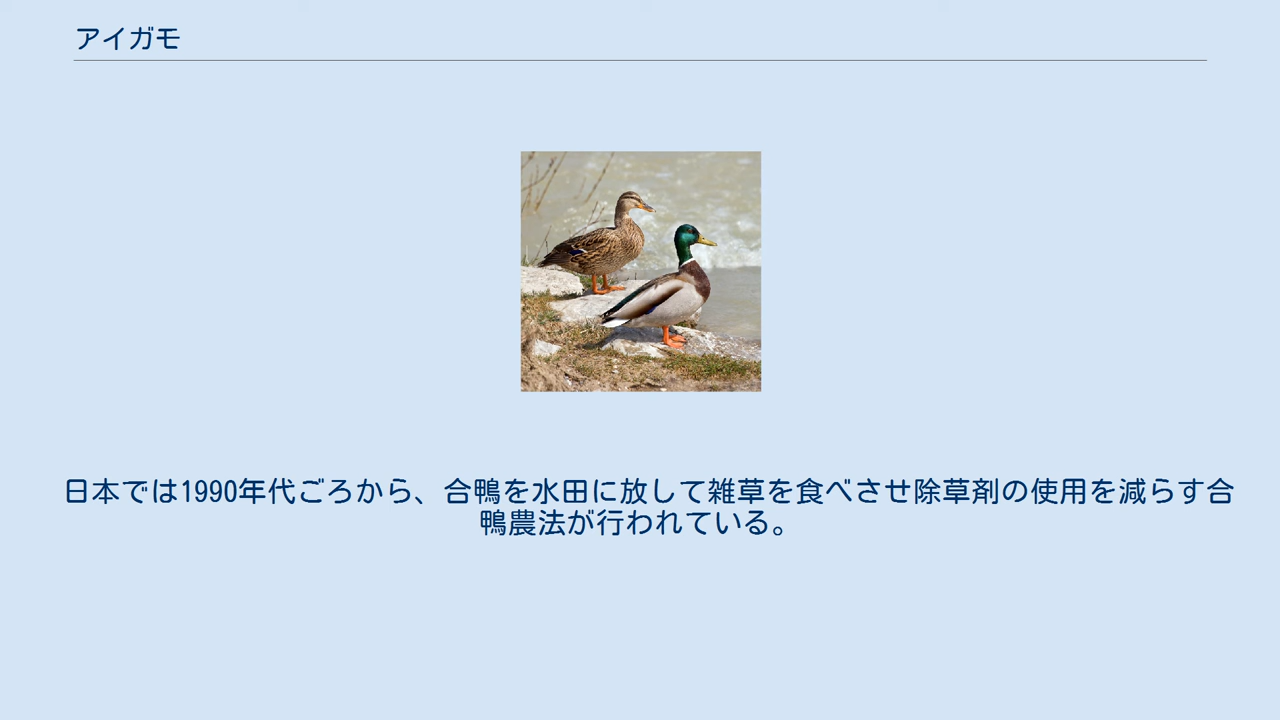 アイガモ
日本では1990年代ごろから、合鴨を水田に放して雑草を食べさせ除草剤の使用を減らす合
鴨農法が行われている。